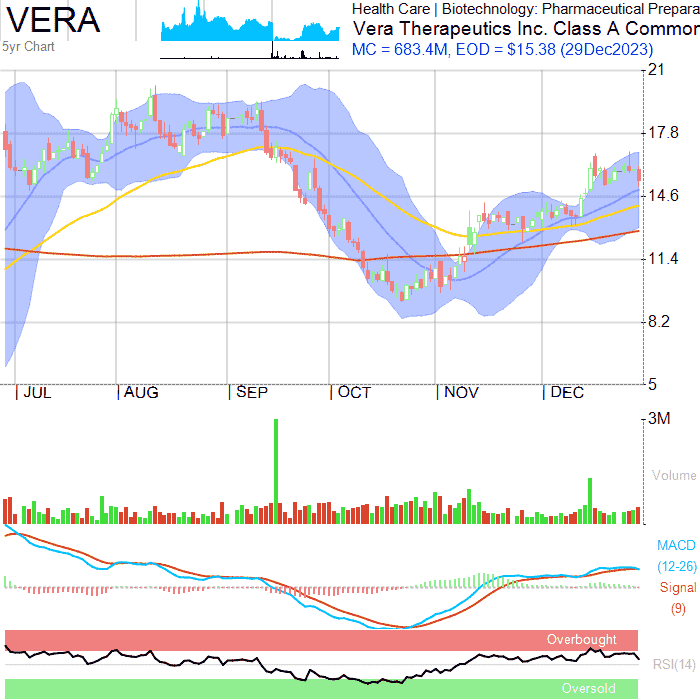 VERA
5yr Chart
Health Care | Biotechnology: Pharmaceutical Prepara
Vera Therapeutics Inc. Class A Common
MC = 683.4M, EOD = $15.38 (29Dec2023)
21
17.8
14.6
11.4
8.2
5
JUL AUG SEP OCT NOV DEC
3M
Volume
MACD
(12-26)
Signal
(9)
Overbought
RSI(14)
Oversold